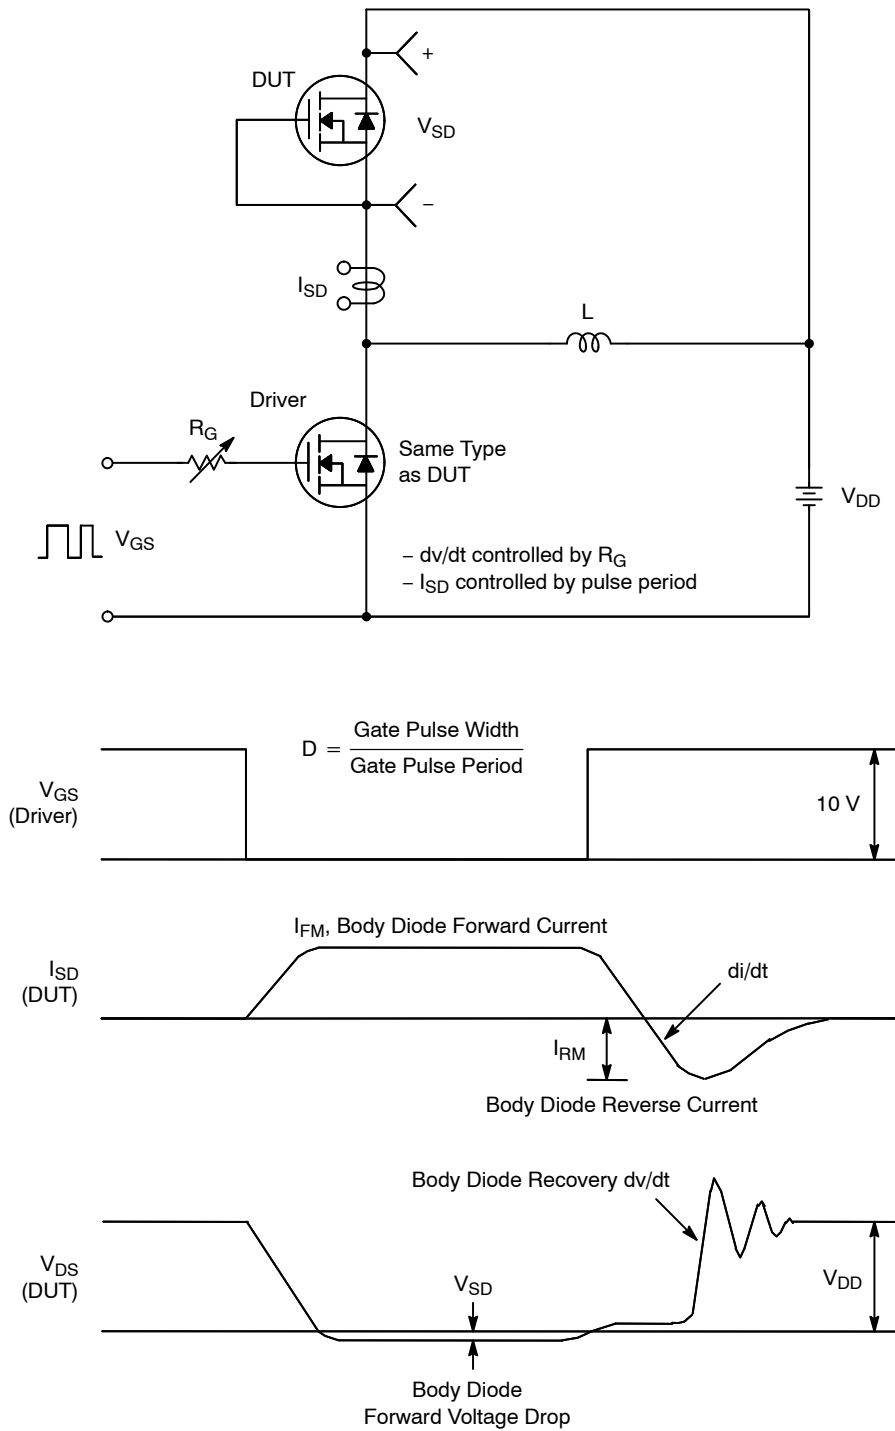 +
DUT
V_SD
−
I_SD
L
Driver
R_G
Same Type
as DUT
V_DD
V_GS
− dv/dt controlled by R_G
− I_SD controlled by pulse period
D = Gate Pulse Width
Gate Pulse Period
V_GS
(Driver)
10 V
I_FM, Body Diode Forward Current
I_SD
(DUT)
di/dt
I_RM
Body Diode Reverse Current
Body Diode Recovery dv/dt
V_DS
(DUT)
V_SD
V_DD
Body Diode
Forward Voltage Drop